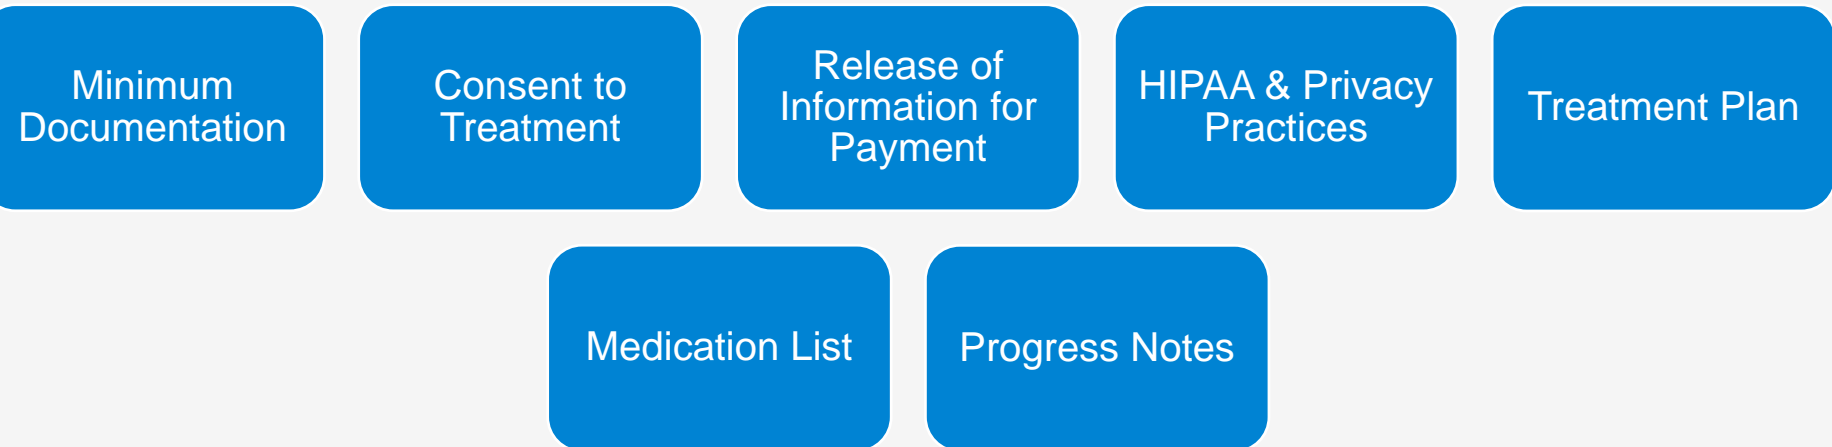 Minimum
Documentation
Consent to
Treatment
Release of
Information for
Payment
HIPAA & Privacy
Practices
Treatment Plan
Medication List
Progress Notes